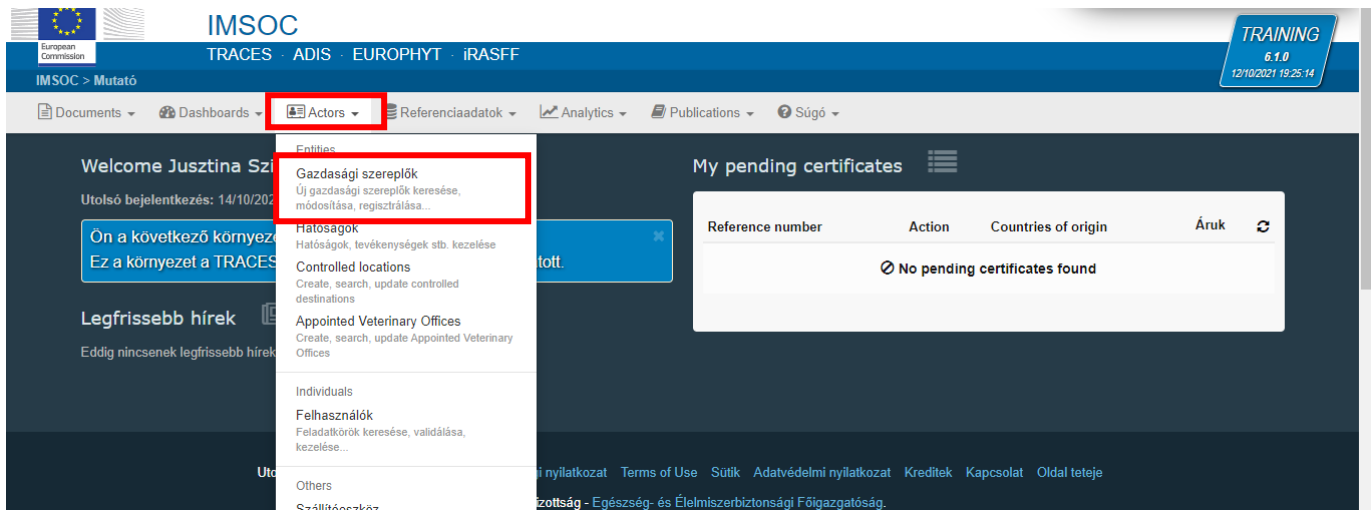 IMSOC
European
Commission
TRACES · ADIS · EUROPHYT · iRASFF
TRAINING
6.1.0
12/10/2021 19:25:14
IMSOC > Mutató
Documents
Dashboards
Actors
Referenciaadatok
Analytics
Publications
Súgó
Welcome Jusztina
Utolsó bejelentkezés: 14/10/202
Ön a következő környez
Ez a környezet a TRACES
tott.
Legfrissebb hírek
Eddig nincsenek legfrissebb hírek
Entities
Gazdasági szereplők
Új gazdasági szereplők keresése,
módosítása, regisztrálása...
Hatóságok
Hatóságok, tevékenységek stb. kezelése
Controlled locations
Create, search, update controlled
destinations
Appointed Veterinary Offices
Create, search, update Appointed Veterinary
Offices
Individuals
Felhasználók
Feladatkörök keresése, validálása,
kezelése...
Others
Szállítóeszköz
My pending certificates
Reference number Action Countries of origin Áruk
No pending certificates found
Uto
i nyilatkozat Terms of Use Sütik Adatvédelmi nyilatkozat Kreditek Kapcsolat Oldal teteje
izottság - Egészség- és Élelmiszerbiztonsági Főigazgatóság.